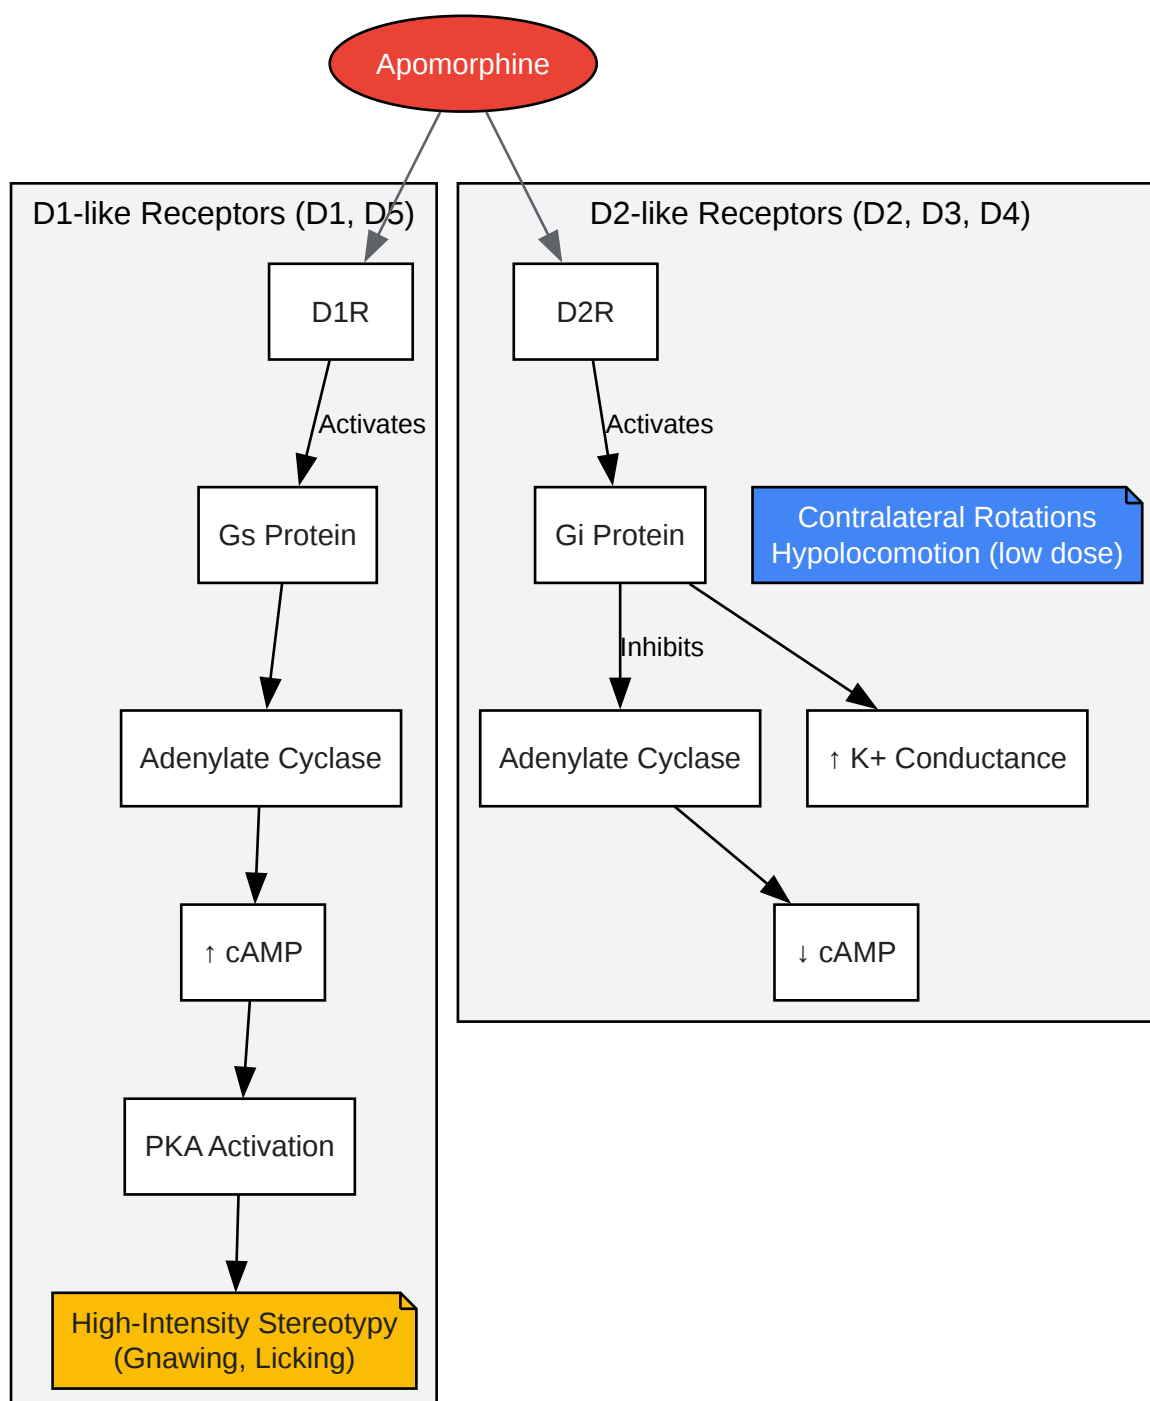 Apomorphine
D1-like Receptors (D1, D5)
D1R
Activates
Gs Protein
Adenylate Cyclase
↑ cAMP
PKA Activation
High-Intensity Stereotypy
(Gnawing, Licking)
D2-like Receptors (D2, D3, D4)
D2R
Activates
Gi Protein
Contralateral Rotations
Hypolocomotion (low dose)
Inhibits
Adenylate Cyclase
↑ K+ Conductance
↓ cAMP